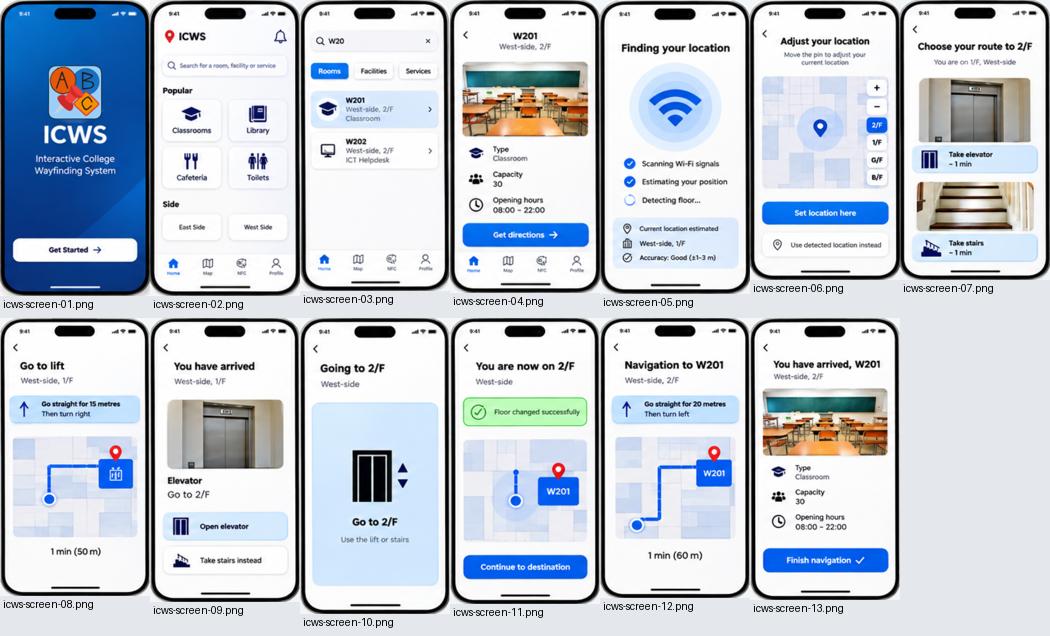 9:41
A
B
C
ICWS
Interactive College
Wayfinding System
Get Started →
icws-screen-01.png
9:41
ICWS
Search for a room, facility or service
Popular
Classrooms
Library
Cafeteria
Toilets
Side
East Side
West Side
Home
Map
NFC
Profile
icws-screen-02.png
9:41
W20 ×
Rooms
Facilities
Services
W201
West-side, 2/F
Classroom
W202
West-side, 2/F
ICT Helpdesk
Home
Map
NFC
Profile
icws-screen-03.png
9:41
W201
West-side, 2/F
Type
Classroom
Capacity
30
Opening hours
08:00 – 22:00
Get directions →
Home
Map
NFC
Profile
icws-screen-04.png
9:41
Finding your location
Scanning Wi-Fi signals
Estimating your position
Detecting floor...
Current location estimated
West-side, 1/F
Accuracy: Good (±1-3 m)
icws-screen-05.png
9:41
Adjust your location
Move the pin to adjust your
current location
+
−
2/F
1/F
G/F
B/F
Set location here
Use detected location instead
icws-screen-06.png
9:41
Choose your route to 2/F
You are on 1/F, West-side
Take elevator
~ 1 min
Take stairs
~ 1 min
icws-screen-07.png
9:41
Go to lift
West-side, 1/F
Go straight for 15 metres
Then turn right
1 min (50 m)
icws-screen-08.png
9:41
You have arrived
West-side, 1/F
Elevator
Go to 2/F
Open elevator
Take stairs instead
icws-screen-09.png
9:41
Going to 2/F
West-side
Go to 2/F
Use the lift or stairs
icws-screen-10.png
9:41
You are now on 2/F
West-side
Floor changed successfully
W201
Continue to destination
icws-screen-11.png
9:41
Navigation to W201
West-side, 2/F
Go straight for 20 metres
Then turn left
W201
1 min (60 m)
icws-screen-12.png
9:41
You have arrived, W201
West-side, 2/F
Type
Classroom
Capacity
30
Opening hours
08:00 – 22:00
Finish navigation ✓
icws-screen-13.png